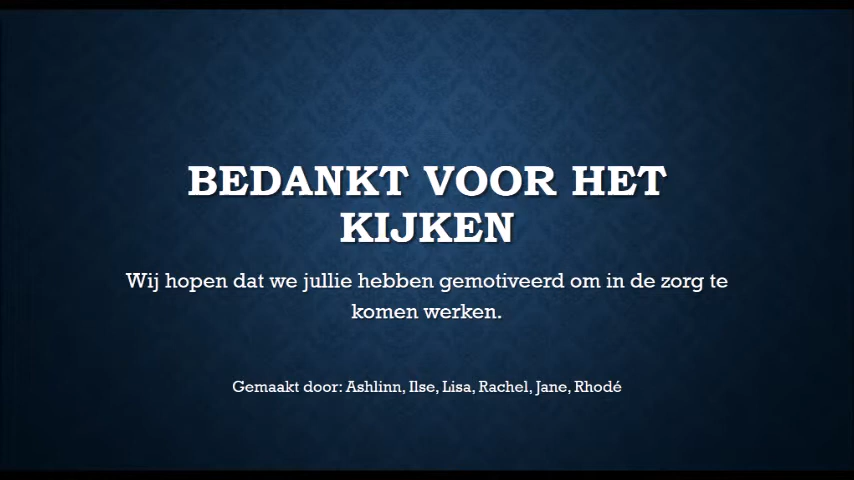 BEDANKT VOOR HET
KIJKEN
Wij hopen dat we jullie hebben gemotiveerd om in de zorg te
komen werken.
Gemaakt door: Ashlinn, Ilse, Lisa, Rachel, Jane, Rhodé